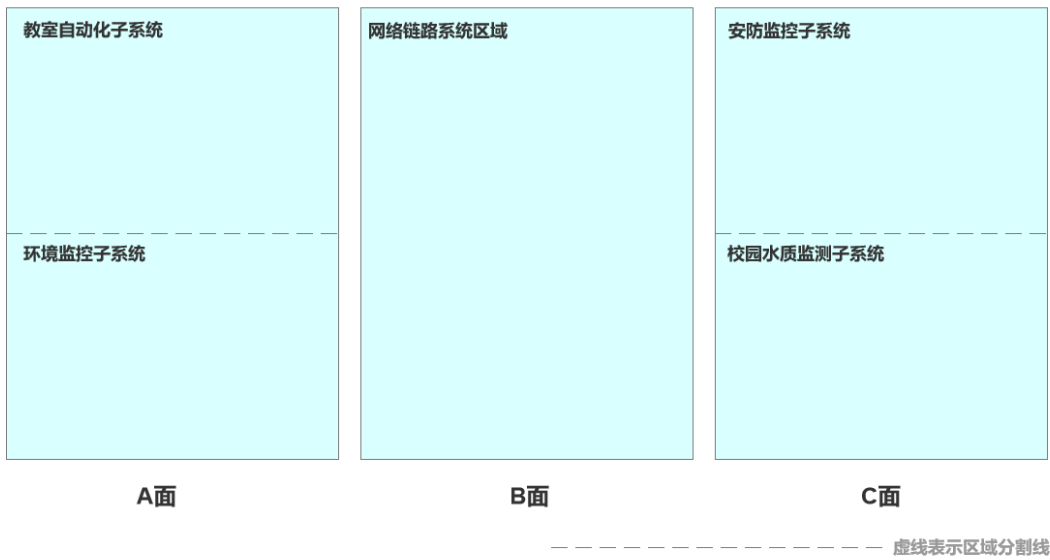 教室自动化子系统
网络链路系统区域
安防监控子系统
环境监控子系统
校园水质监测子系统
A面
B面
C面
虚线表示区域分割线